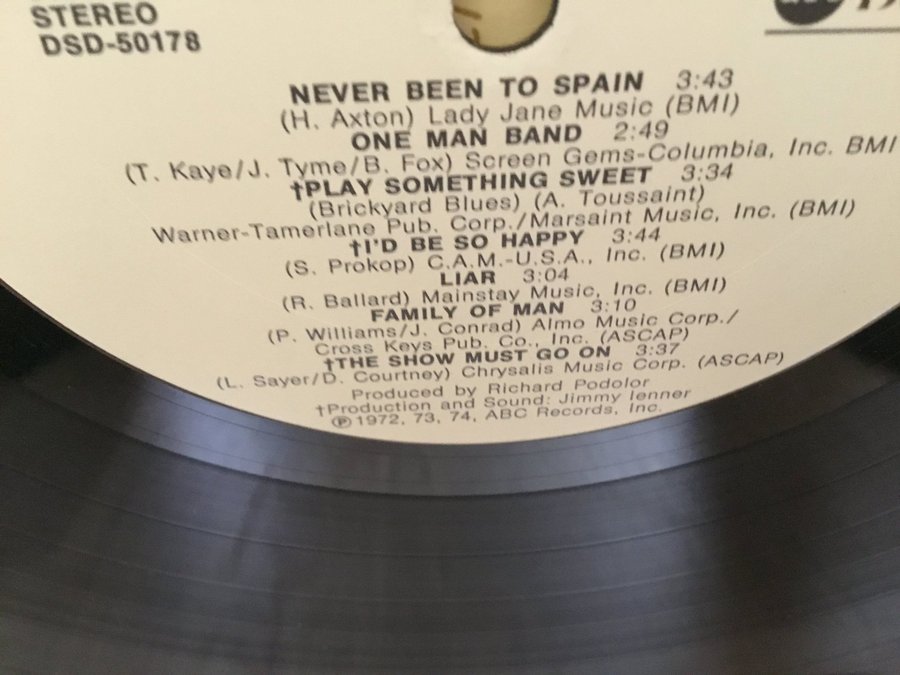 STEREO
DSD-50178
NEVER BEEN TO SPAIN 3:43
(H. Axton) Lady Jane Music (BMI)
ONE MAN BAND 2:49
(T. Kaye/J. Tyme/B. Fox) Screen Gems-Columbia, Inc. BMI
†PLAY SOMETHING SWEET 3:34
(Brickyard Blues) (A. Toussaint)
Warner-Tamerlane Pub. Corp./Marsaint Music, Inc. (BMI)
†I'D BE SO HAPPY 3:44
(S. Prokop) C.A.M.-U.S.A., Inc. (BMI)
LIAR 3:04
(R. Ballard) Mainstay Music, Inc. (BMI)
FAMILY OF MAN 3:10
(P. Williams/J. Conrad) Almo Music Corp./
Cross Keys Pub. Co., Inc. (ASCAP)
†THE SHOW MUST GO ON 3:37
(L. Sayer/D. Courtney) Chrysalis Music Corp. (ASCAP)
Produced by Richard Podolor
†Production and Sound: Jimmy Ienner
℗1972, 73, 74, ABC Records, Inc.